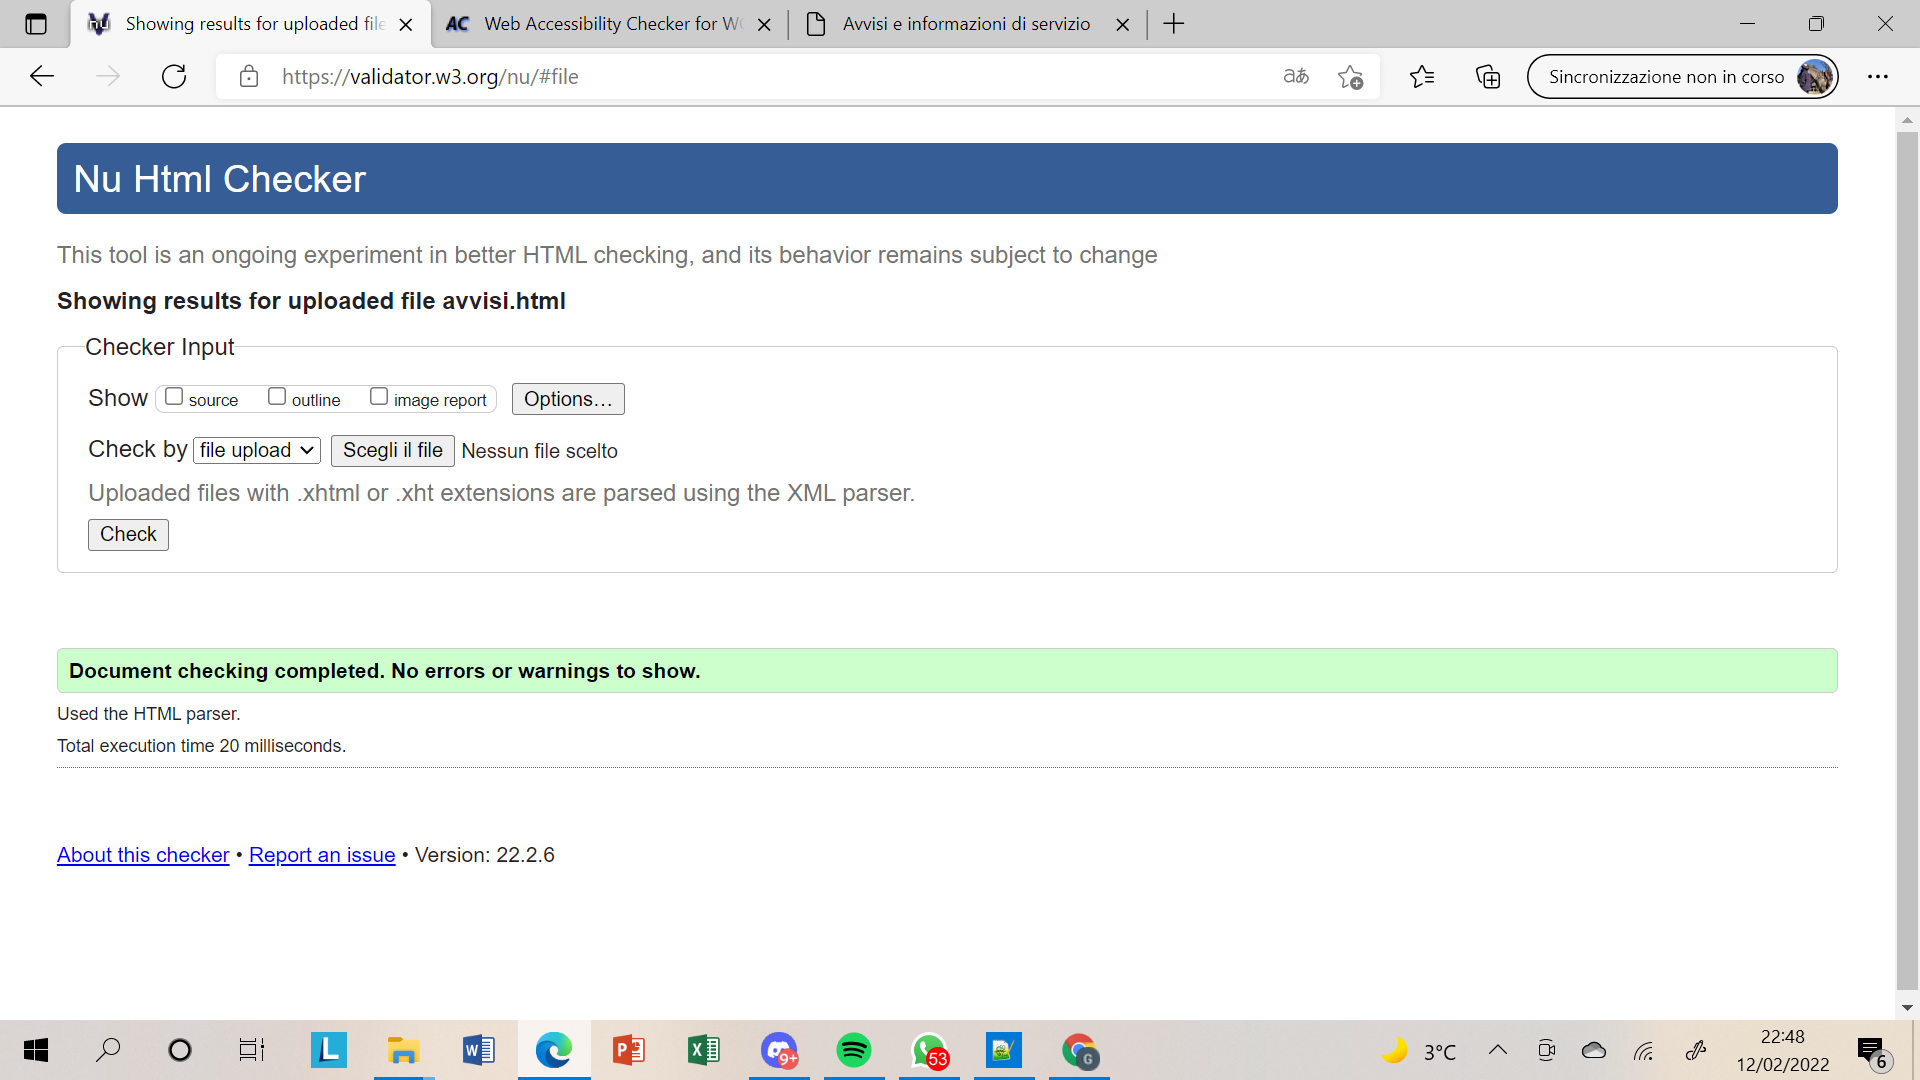 Showing results for uploaded file
AC Web Accessibility Checker for WC
Avvisi e informazioni di servizio
https://validator.w3.org/nu/#file
aあ
Sincronizzazione non in corso
Nu Html Checker
This tool is an ongoing experiment in better HTML checking, and its behavior remains subject to change
Showing results for uploaded file avvisi.html
Checker Input
Show source outline image report Options...
Check by file upload Scegli il file Nessun file scelto
Uploaded files with .xhtml or .xht extensions are parsed using the XML parser.
Check
Document checking completed. No errors or warnings to show.
Used the HTML parser.
Total execution time 20 milliseconds.
About this checker • Report an issue • Version: 22.2.6
L
W
P
X
9+
53
G
3°C
22:48
12/02/2022
6